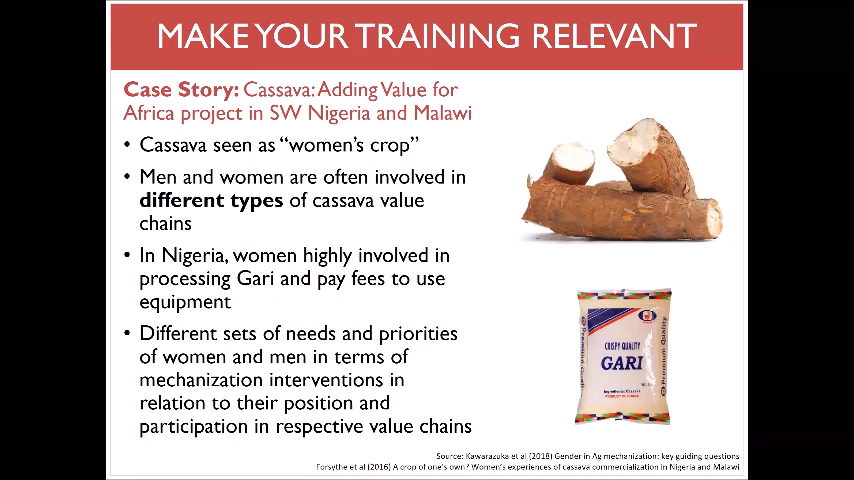 MAKE YOUR TRAINING RELEVANT
Case Story: Cassava: Adding Value for
Africa project in SW Nigeria and Malawi
• Cassava seen as “women’s crop”
• Men and women are often involved in
different types of cassava value
chains
• In Nigeria, women highly involved in
processing Gari and pay fees to use
equipment
• Different sets of needs and priorities
of women and men in terms of
mechanization interventions in
relation to their position and
participation in respective value chains
CRISPY QUALITY
GARI
Premium Quality
Source: Kawarazuka et al (2018) Gender in Ag mechanization: key guiding questions
Forsythe et al (2016) A crop of one’s own? Women’s experiences of cassava commercialization in Nigeria and Malawi